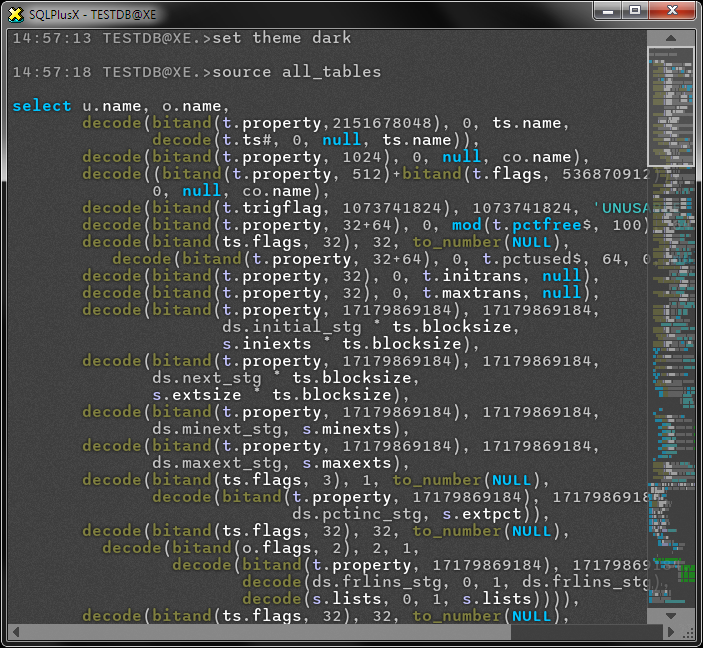 SQLPlusX - TESTDB@XE
14:57:13 TESTDB@XE.>set theme dark
14:57:18 TESTDB@XE.>source all_tables
select u.name, o.name,
decode(bitand(t.property,2151678048), 0, ts.name,
decode(t.ts#, 0, null, ts.name)),
decode(bitand(t.property, 1024), 0, null, co.name),
decode((bitand(t.property, 512)+bitand(t.flags, 536870912)
0, null, co.name),
decode(bitand(t.trigflag, 1073741824), 1073741824, 'UNUSA
decode(bitand(t.property, 32+64), 0, mod(t.pctfree$, 100)
decode(bitand(ts.flags, 32), 32, to_number(NULL),
decode(bitand(t.property, 32+64), 0, t.pctused$, 64, 0
decode(bitand(t.property, 32), 0, t.initrans, null),
decode(bitand(t.property, 32), 0, t.maxtrans, null),
decode(bitand(t.property, 17179869184), 17179869184,
ds.initial_stg * ts.blocksize,
s.iniexts * ts.blocksize),
decode(bitand(t.property, 17179869184), 17179869184,
ds.next_stg * ts.blocksize,
s.extsize * ts.blocksize),
decode(bitand(t.property, 17179869184), 17179869184,
ds.minext_stg, s.minexts),
decode(bitand(t.property, 17179869184), 17179869184,
ds.maxext_stg, s.maxexts),
decode(bitand(ts.flags, 3), 1, to_number(NULL),
decode(bitand(t.property, 17179869184), 171798691
ds.pctinc_stg, s.extpct)),
decode(bitand(ts.flags, 32), 32, to_number(NULL),
decode(bitand(o.flags, 2), 2, 1,
decode(bitand(t.property, 17179869184), 171798691
decode(ds.frlins_stg, 0, 1, ds.frlins_stg),
decode(s.lists, 0, 1, s.lists)))),
decode(bitand(ts.flags, 32), 32, to_number(NULL),